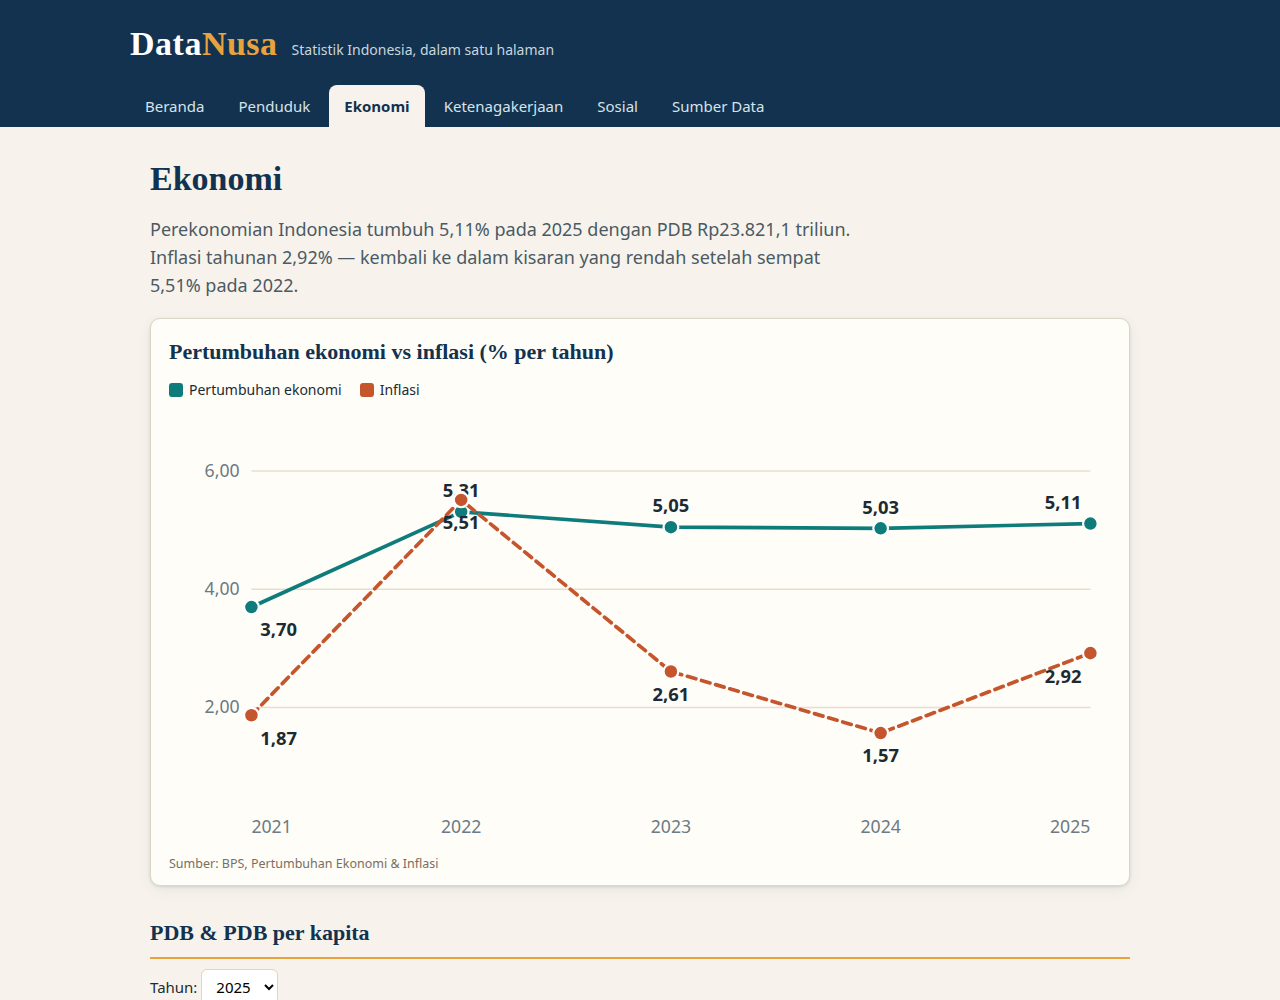 DataNusa Statistik Indonesia, dalam satu halaman
Beranda Penduduk Ekonomi Ketenagakerjaan Sosial Sumber Data
Ekonomi
Perekonomian Indonesia tumbuh 5,11% pada 2025 dengan PDB Rp23.821,1 triliun.
Inflasi tahunan 2,92% — kembali ke dalam kisaran yang rendah setelah sempat
5,51% pada 2022.
Pertumbuhan ekonomi vs inflasi (% per tahun)
Pertumbuhan ekonomi Inflasi
6,00
5,31
5,05
5,03
5,11
5,51
4,00
3,70
2,61
2,92
2,00
1,87
1,57
2021 2022 2023 2024 2025
Sumber: BPS, Pertumbuhan Ekonomi & Inflasi
PDB & PDB per kapita
Tahun: 2025